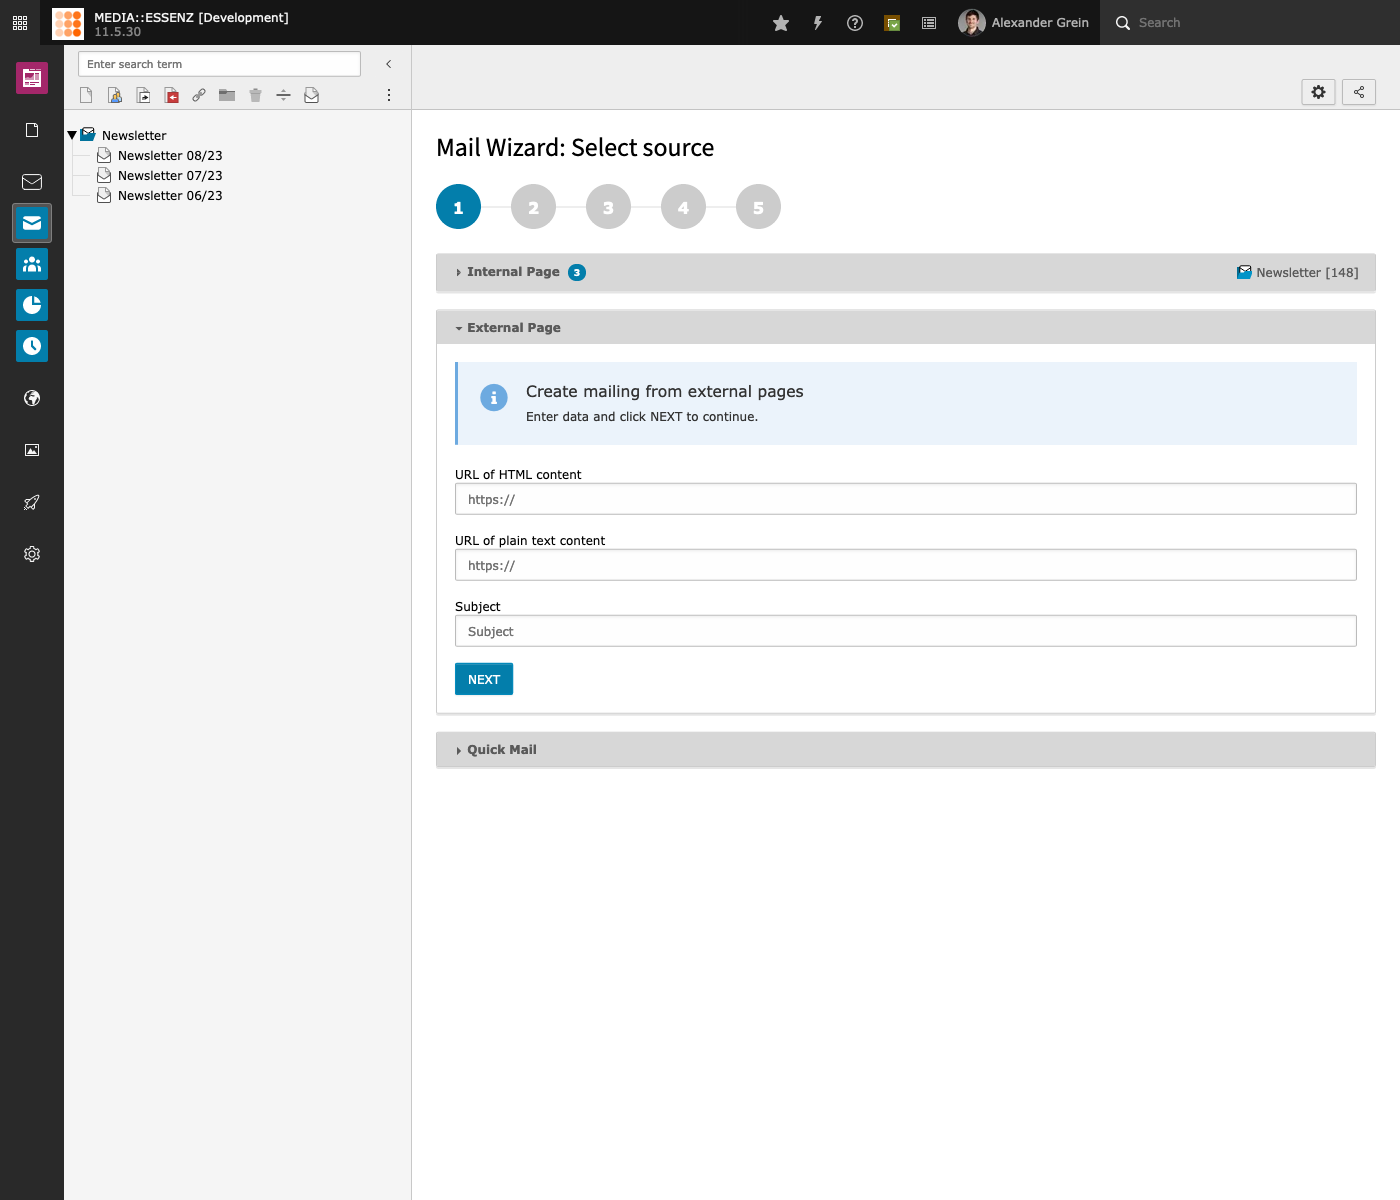 MEDIA::ESSENZ [Development]
11.5.30
Alexander Grein
Search
Enter search term
Newsletter
Newsletter 08/23
Newsletter 07/23
Newsletter 06/23
Mail Wizard: Select source
1 2 3 4 5
Internal Page 3 Newsletter [148]
External Page
Create mailing from external pages
Enter data and click NEXT to continue.
URL of HTML content
https://
URL of plain text content
https://
Subject
Subject
NEXT
Quick Mail